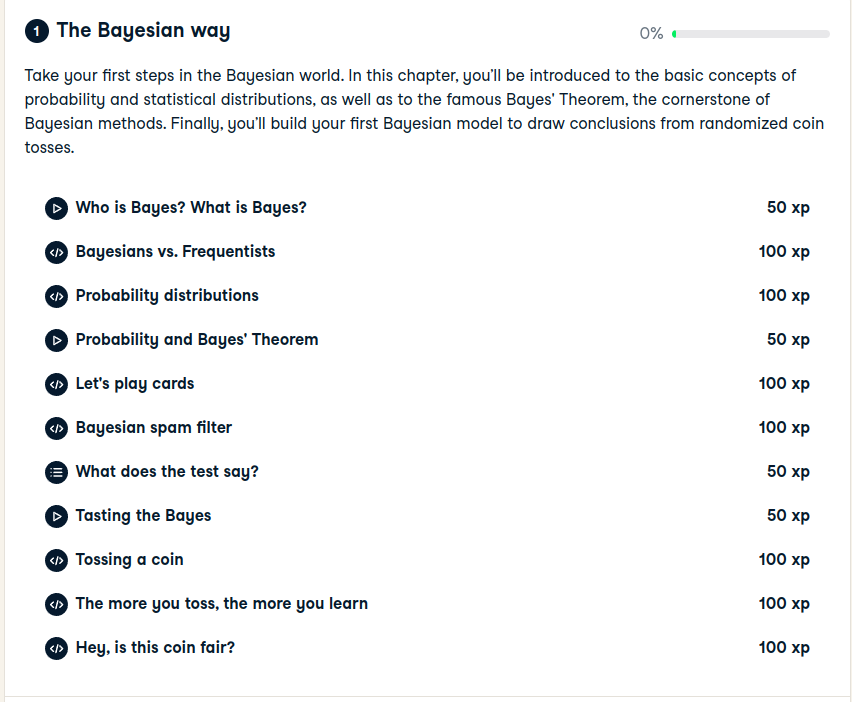 1 The Bayesian way
0%
Take your first steps in the Bayesian world. In this chapter, you'll be introduced to the basic concepts of
probability and statistical distributions, as well as to the famous Bayes' Theorem, the cornerstone of
Bayesian methods. Finally, you'll build your first Bayesian model to draw conclusions from randomized coin
tosses.
Who is Bayes? What is Bayes? 50 xp
Bayesians vs. Frequentists 100 xp
Probability distributions 100 xp
Probability and Bayes' Theorem 50 xp
Let's play cards 100 xp
Bayesian spam filter 100 xp
What does the test say? 50 xp
Tasting the Bayes 50 xp
Tossing a coin 100 xp
The more you toss, the more you learn 100 xp
Hey, is this coin fair? 100 xp